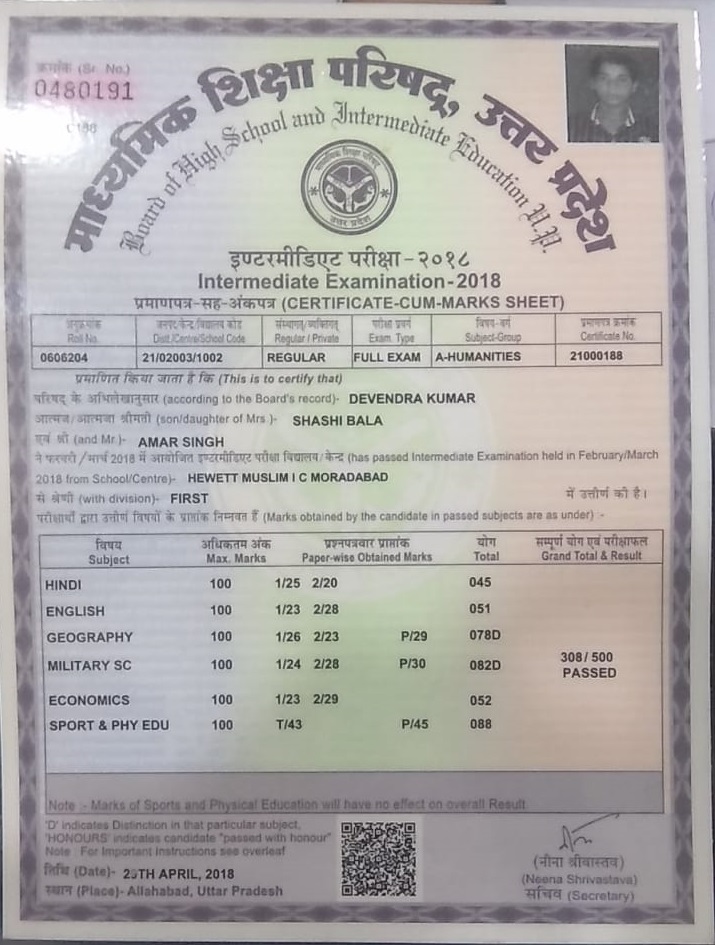 क्रमांक (Sr. No.)
0480191
माध्यमिक शिक्षा परिषद्, उत्तर प्रदेश
Board of High School and Intermediate Education U.P.
माध्यमिक शिक्षा परिषद्
उत्तर प्रदेश
इण्टरमीडिएट परीक्षा - २०१८
Intermediate Examination - 2018
प्रमाणपत्र-सह-अंकपत्र (CERTIFICATE-CUM-MARKS SHEET)
अनुक्रमांक जनपद/केन्द्र/विद्यालय कोड संस्थागत/व्यक्तिगत परीक्षा प्रवर्ग विषय-वर्ग प्रमाणपत्र क्रमांक
Roll No. Dist./Centre/School Code Regular / Private Exam. Type Subject-Group Certificate No.
0606204 21/02003/1002 REGULAR FULL EXAM A-HUMANITIES 21000188
प्रमाणित किया जाता है कि (This is to certify that)
परिषद् के अभिलेखानुसार (according to the Board's record)- DEVENDRA KUMAR
आत्मज/आत्मजा श्रीमती (son/daughter of Mrs )- SHASHI BALA
एवं श्री (and Mr.)- AMAR SINGH
ने फरवरी/मार्च 2018 में आयोजित इण्टरमीडिएट परीक्षा विद्यालय/केन्द्र (has passed Intermediate Examination held in February/March
2018 from School/Centre)- HEWETT MUSLIM I C MORADABAD
से श्रेणी (with division)- FIRST में उत्तीर्ण की है।
परीक्षार्थी द्वारा उत्तीर्ण विषयों के प्राप्तांक निम्नवत हैं (Marks obtained by the candidate in passed subjects are as under) :-
विषय अधिकतम अंक प्रश्नपत्रवार प्राप्तांक योग सम्पूर्ण योग एवं परीक्षाफल
Subject Max. Marks Paper-wise Obtained Marks Total Grand Total & Result
HINDI 100 1/25 2/20 045
ENGLISH 100 1/23 2/28 051
GEOGRAPHY 100 1/26 2/23 P/29 078D
MILITARY SC 100 1/24 2/28 P/30 082D 308/ 500
PASSED
ECONOMICS 100 1/23 2/29 052
SPORT & PHY EDU 100 T/43 P/45 088
Note :- Marks of Sports and Physical Education will have no effect on overall Result
'D' indicates Distinction in that particular subject,
'HONOURS' indicates candidate "passed with honour"
Note : For Important Instructions see overleaf
तिथि (Date)- APRIL, 2018
स्थान (Place)- Allahabad, Uttar Pradesh
(नीना श्रीवास्तव)
(Neena Shrivastava)
सचिव (Secretary)